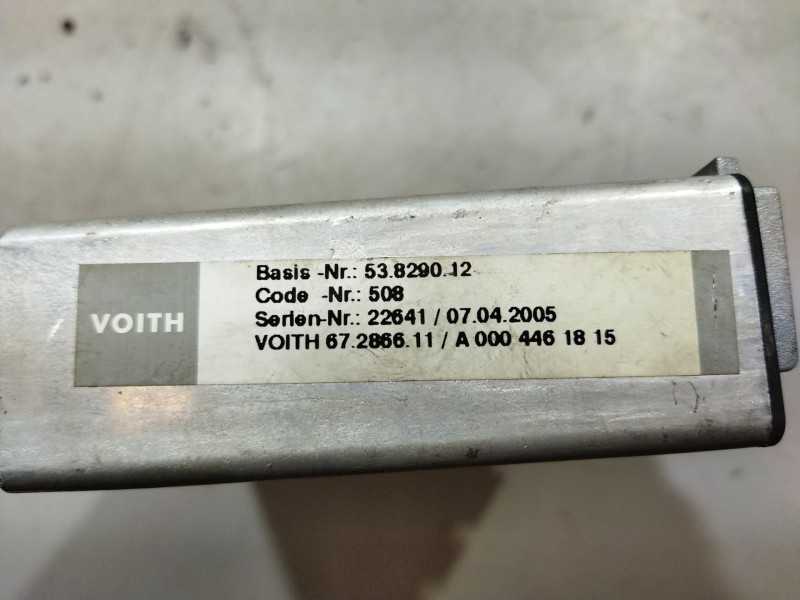 VOITH
Basis -Nr.: 53.8290.12
Code -Nr.: 508
Serien-Nr.: 22641 / 07.04.2005
VOITH 67.2866.11 / A 000 446 18 15